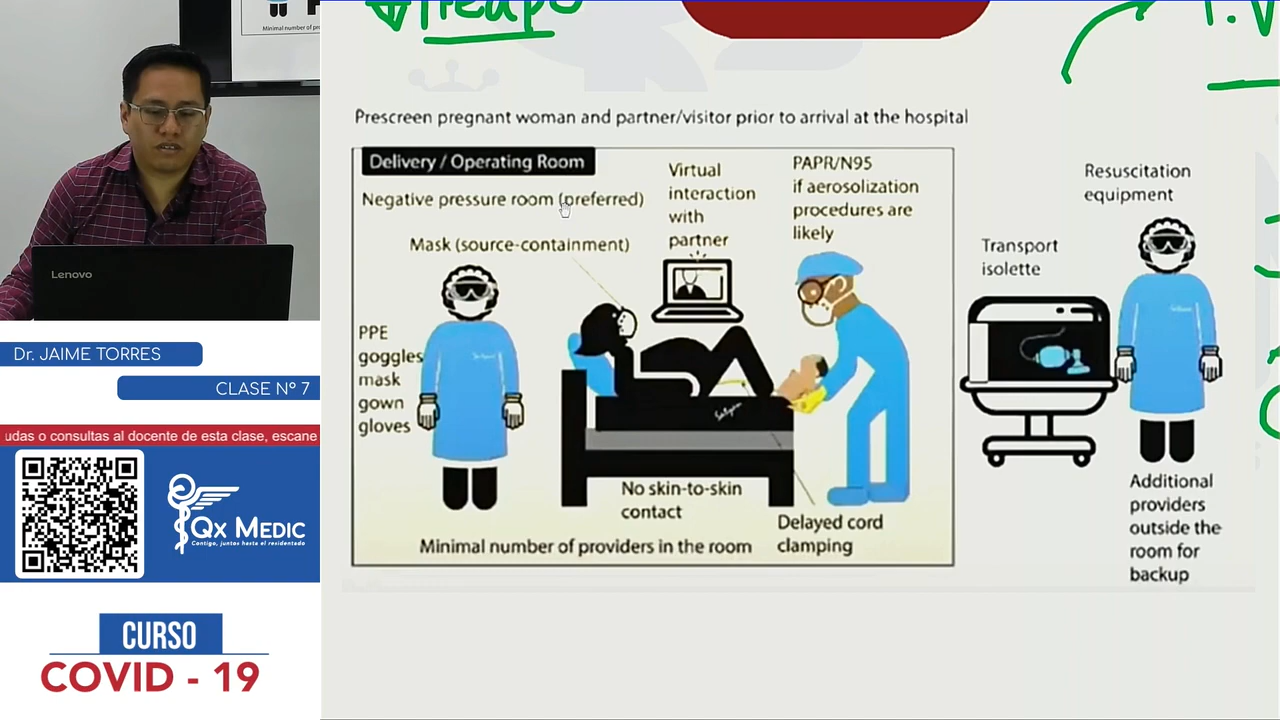 Minimal number of pro
Lenovo
Dr. JAIME TORRES
CLASE N° 7
udas o consultas al docente de esta clase, escane
QX MEDIC
Contigo, juntos hasta el residentado
CURSO
COVID - 19
Prescreen pregnant woman and partner/visitor prior to arrival at the hospital
Delivery / Operating Room
Negative pressure room (preferred)
Mask (source-containment)
Virtual
interaction
with
partner
PAPR/N95
if aerosolization
procedures are
likely
PPE
goggles
mask
gown
gloves
No skin-to-skin
contact
Delayed cord
clamping
Minimal number of providers in the room
Transport
isolette
Resuscitation
equipment
Additional
providers
outside the
room for
backup